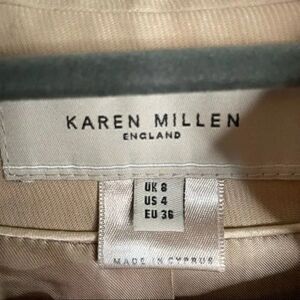 KAREN MILLEN
ENGLAND
UK 8
US 4
EU 36
MADE IN CYPRUS